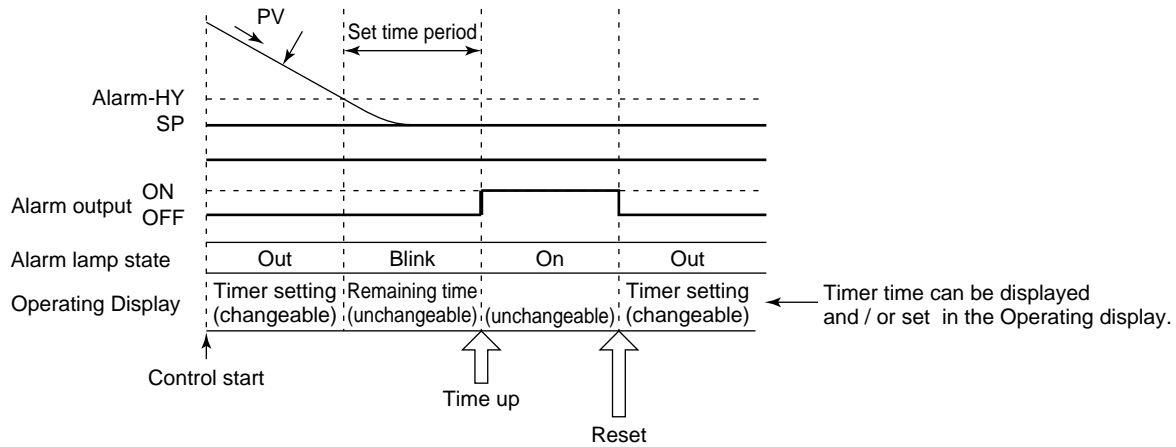 PV
Set time period
Alarm-HY
SP
Alarm output
ON
OFF
Alarm lamp state
Out
Blink
On
Out
Operating Display
Timer setting
(changeable)
Remaining time
(unchangeable)
(unchangeable)
Timer setting
(changeable)
Timer time can be displayed
and / or set in the Operating display.
Control start
Time up
Reset